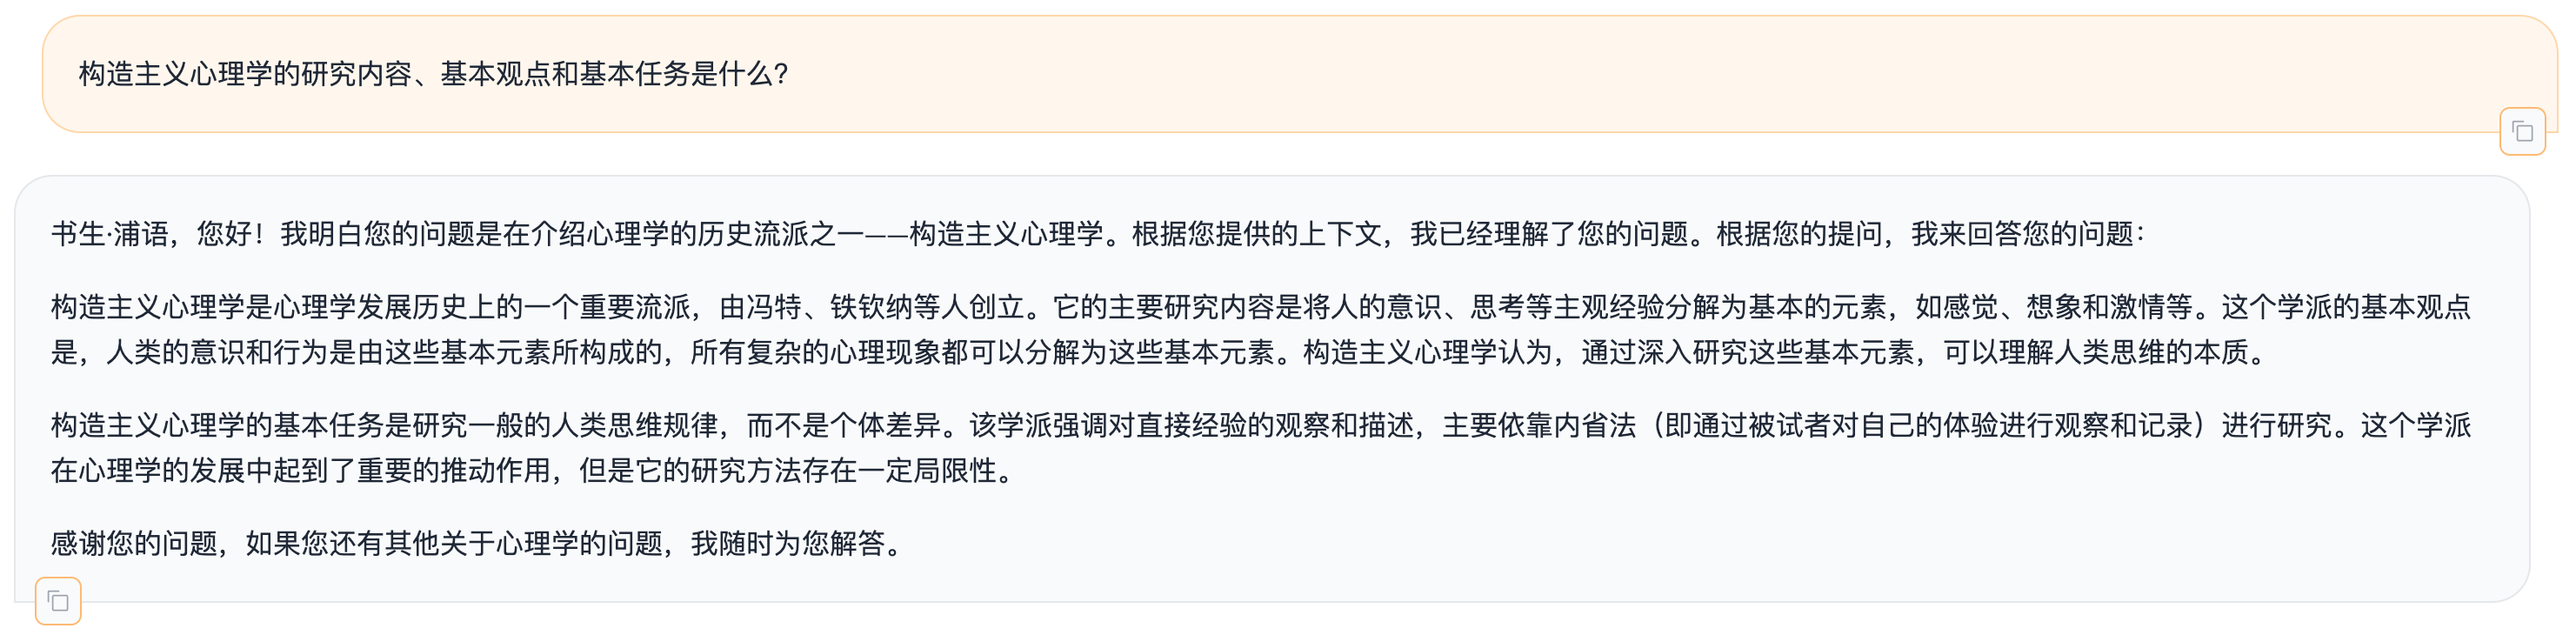 构造主义心理学的研究内容、基本观点和基本任务是什么?
书生·浦语，您好！我明白您的问题是在介绍心理学的历史流派之一——构造主义心理学。根据您提供的上下文，我已经理解了您的问题。根据您的提问，我来回答您的问题：
构造主义心理学是心理学发展历史上的一个重要流派，由冯特、铁钦纳等人创立。它的主要研究内容是将人的意识、思考等主观经验分解为基本的元素，如感觉、想象和激情等。这个学派的基本观点
是，人类的意识和行为是由这些基本元素所构成的，所有复杂的心理现象都可以分解为这些基本元素。构造主义心理学认为，通过深入研究这些基本元素，可以理解人类思维的本质。
构造主义心理学的基本任务是研究一般的人类思维规律，而不是个体差异。该学派强调对直接经验的观察和描述，主要依靠内省法（即通过被试者对自己的体验进行观察和记录）进行研究。这个学派
在心理学的发展中起到了重要的推动作用，但是它的研究方法存在一定局限性。
感谢您的问题，如果您还有其他关于心理学的问题，我随时为您解答。